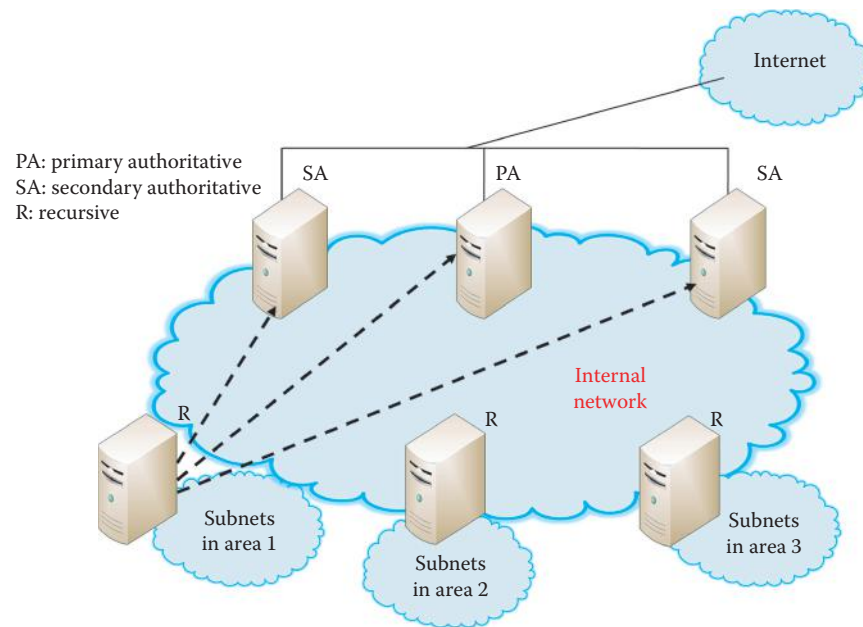 Internet
PA: primary authoritative
SA: secondary authoritative
R: recursive
SA
PA
SA
Internal
network
R
R
R
Subnets
in area 1
Subnets
in area 2
Subnets
in area 3